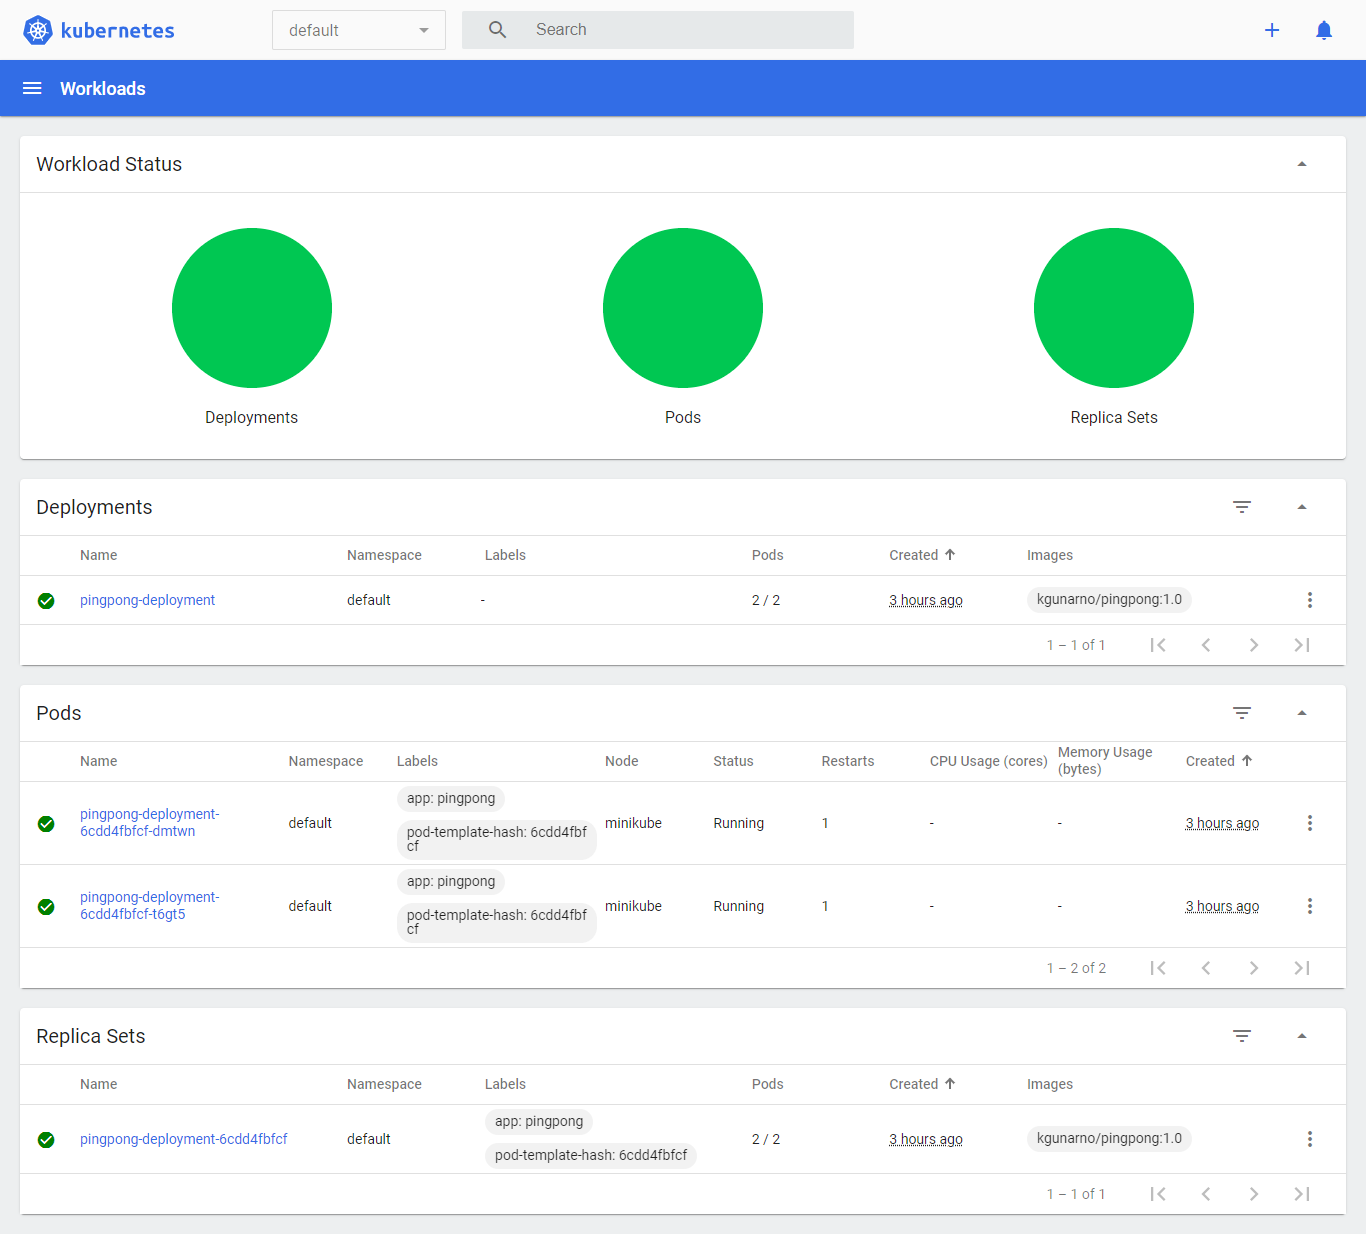 kubernetes
default
Search
Workloads
Workload Status
Deployments Pods Replica Sets
Deployments
Name Namespace Labels Pods Created Images
pingpong-deployment default - 2 / 2 3 hours ago kgunarno/pingpong:1.0
1 – 1 of 1
Pods
Name Namespace Labels Node Status Restarts CPU Usage (cores) Memory Usage (bytes) Created
pingpong-deployment-
6cdd4fbfcf-dmtwn
default
app: pingpong
pod-template-hash: 6cdd4fbf
cf
minikube Running 1 - - 3 hours ago
pingpong-deployment-
6cdd4fbfcf-t6gt5
default
app: pingpong
pod-template-hash: 6cdd4fbf
cf
minikube Running 1 - - 3 hours ago
1 – 2 of 2
Replica Sets
Name Namespace Labels Pods Created Images
pingpong-deployment-6cdd4fbfcf default
app: pingpong
pod-template-hash: 6cdd4fbfcf
2 / 2 3 hours ago kgunarno/pingpong:1.0
1 – 1 of 1